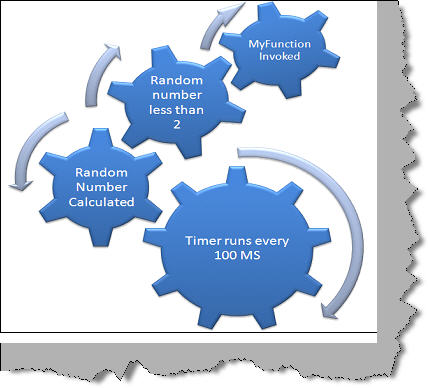 MyFunction
Invoked
Random
number
less than
2
Random
Number
Calculated
Timer runs every
100 MS